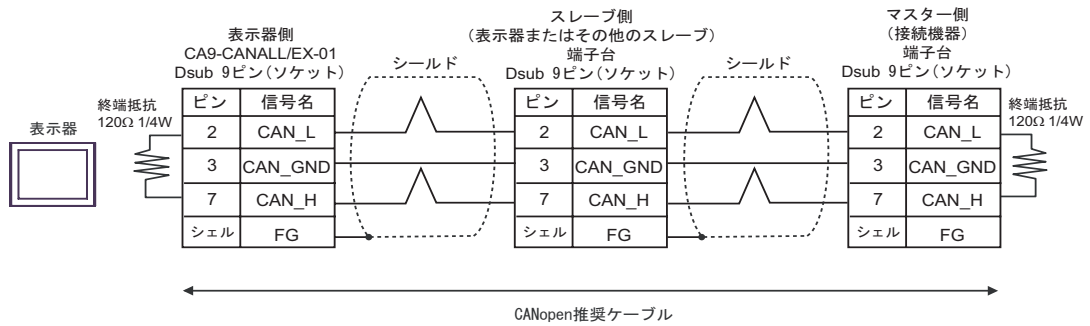 表示器
終端抵抗
120Ω 1/4W
表示器側
CA9-CANALL/EX-01
Dsub 9ピン(ソケット)
ピン 信号名
2 CAN_L
3 CAN_GND
7 CAN_H
シェル FG
シールド
スレーブ側
(表示器またはその他のスレーブ)
端子台
Dsub 9ピン(ソケット)
ピン 信号名
2 CAN_L
3 CAN_GND
7 CAN_H
シェル FG
シールド
マスター側
(接続機器)
端子台
Dsub 9ピン(ソケット)
ピン 信号名
2 CAN_L
3 CAN_GND
7 CAN_H
シェル FG
終端抵抗
120Ω 1/4W
CANopen推奨ケーブル